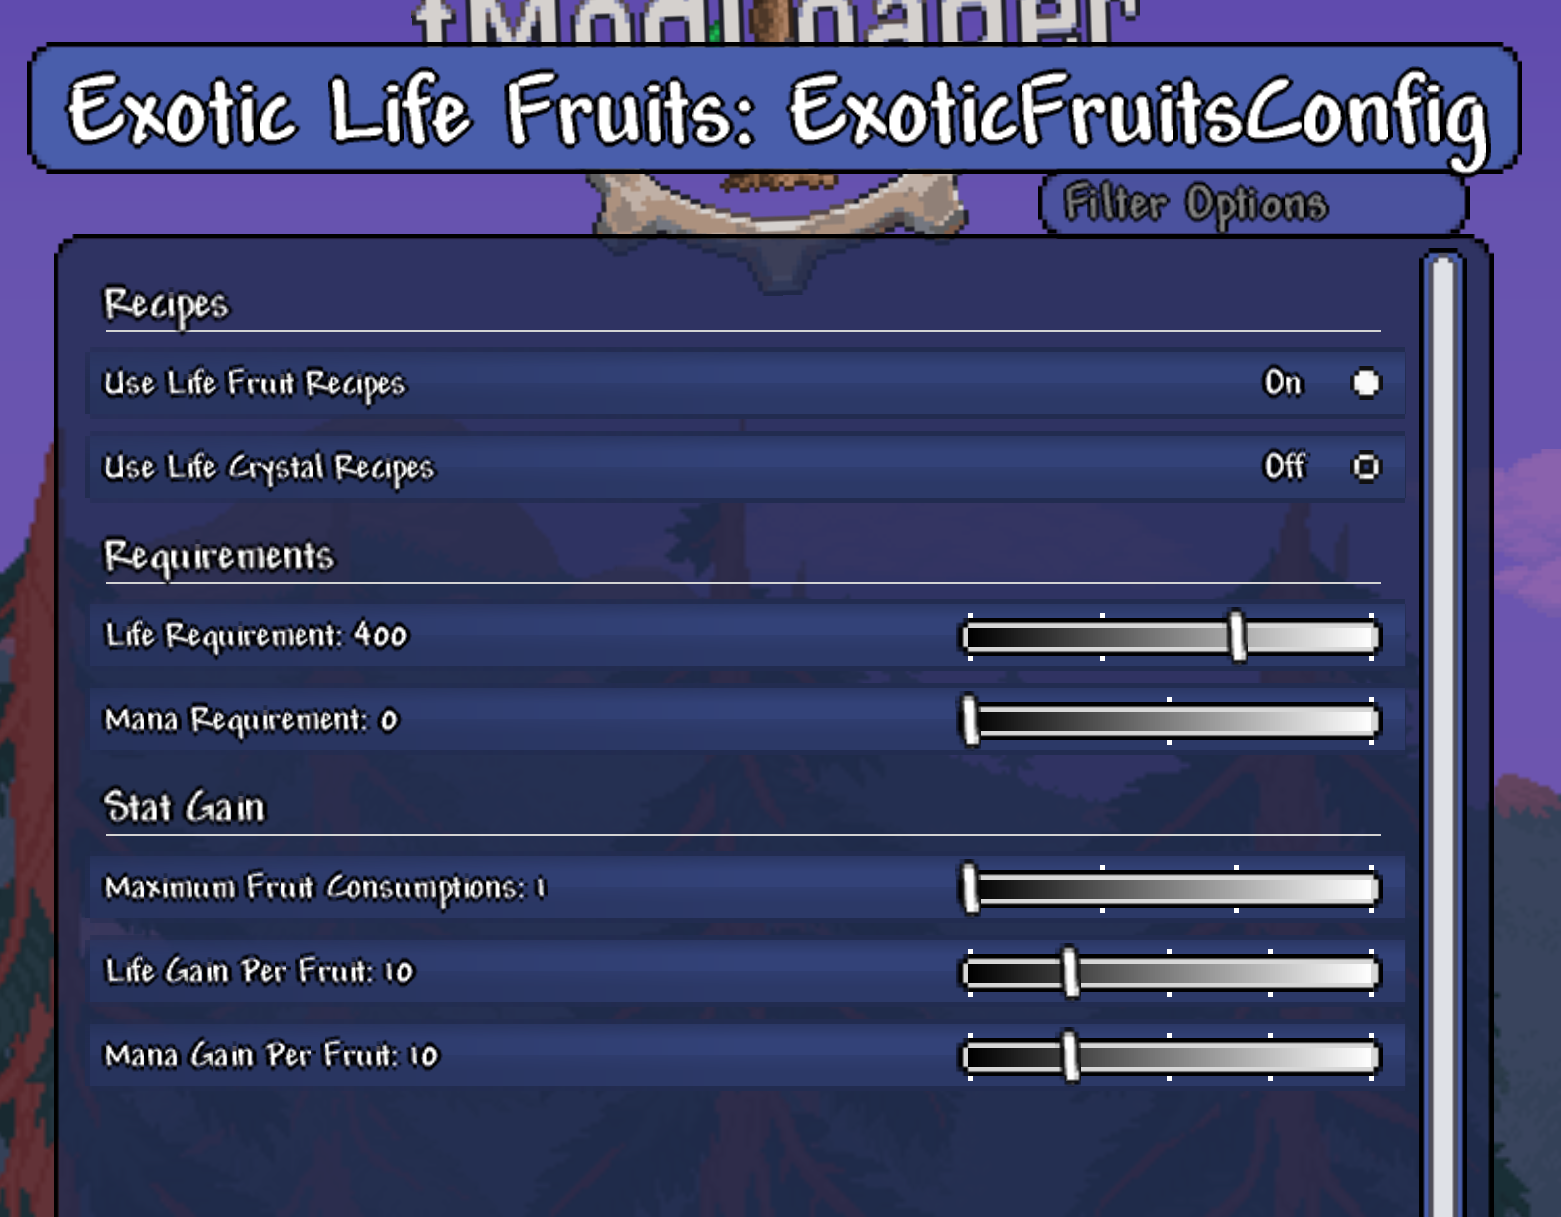 tModLoader
Exotic Life Fruits: ExoticFruitsConfig
Filter Options
Recipes
Use Life Fruit Recipes On
Use Life Crystal Recipes Off
Requirements
Life Requirement: 400
Mana Requirement: 0
Stat Gain
Maximum Fruit Consumptions: 1
Life Gain Per Fruit: 10
Mana Gain Per Fruit: 10